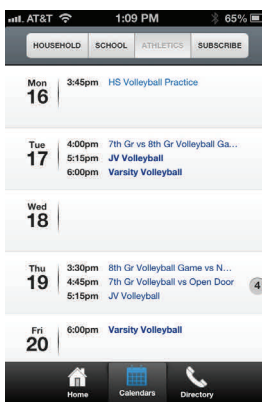 AT&T 1:09 PM 65%
HOUSEHOLD SCHOOL ATHLETICS SUBSCRIBE
Mon
16
3:45pm HS Volleyball Practice
Tue
17
4:00pm 7th Gr vs 8th Gr Volleyball Ga...
5:15pm JV Volleyball
6:00pm Varsity Volleyball
Wed
18
Thu
19
3:30pm 8th Gr Volleyball Game vs N...
4:45pm 7th Gr Volleyball vs Open Door
5:15pm JV Volleyball
4
Fri
20
6:00pm Varsity Volleyball
Home Calendars Directory